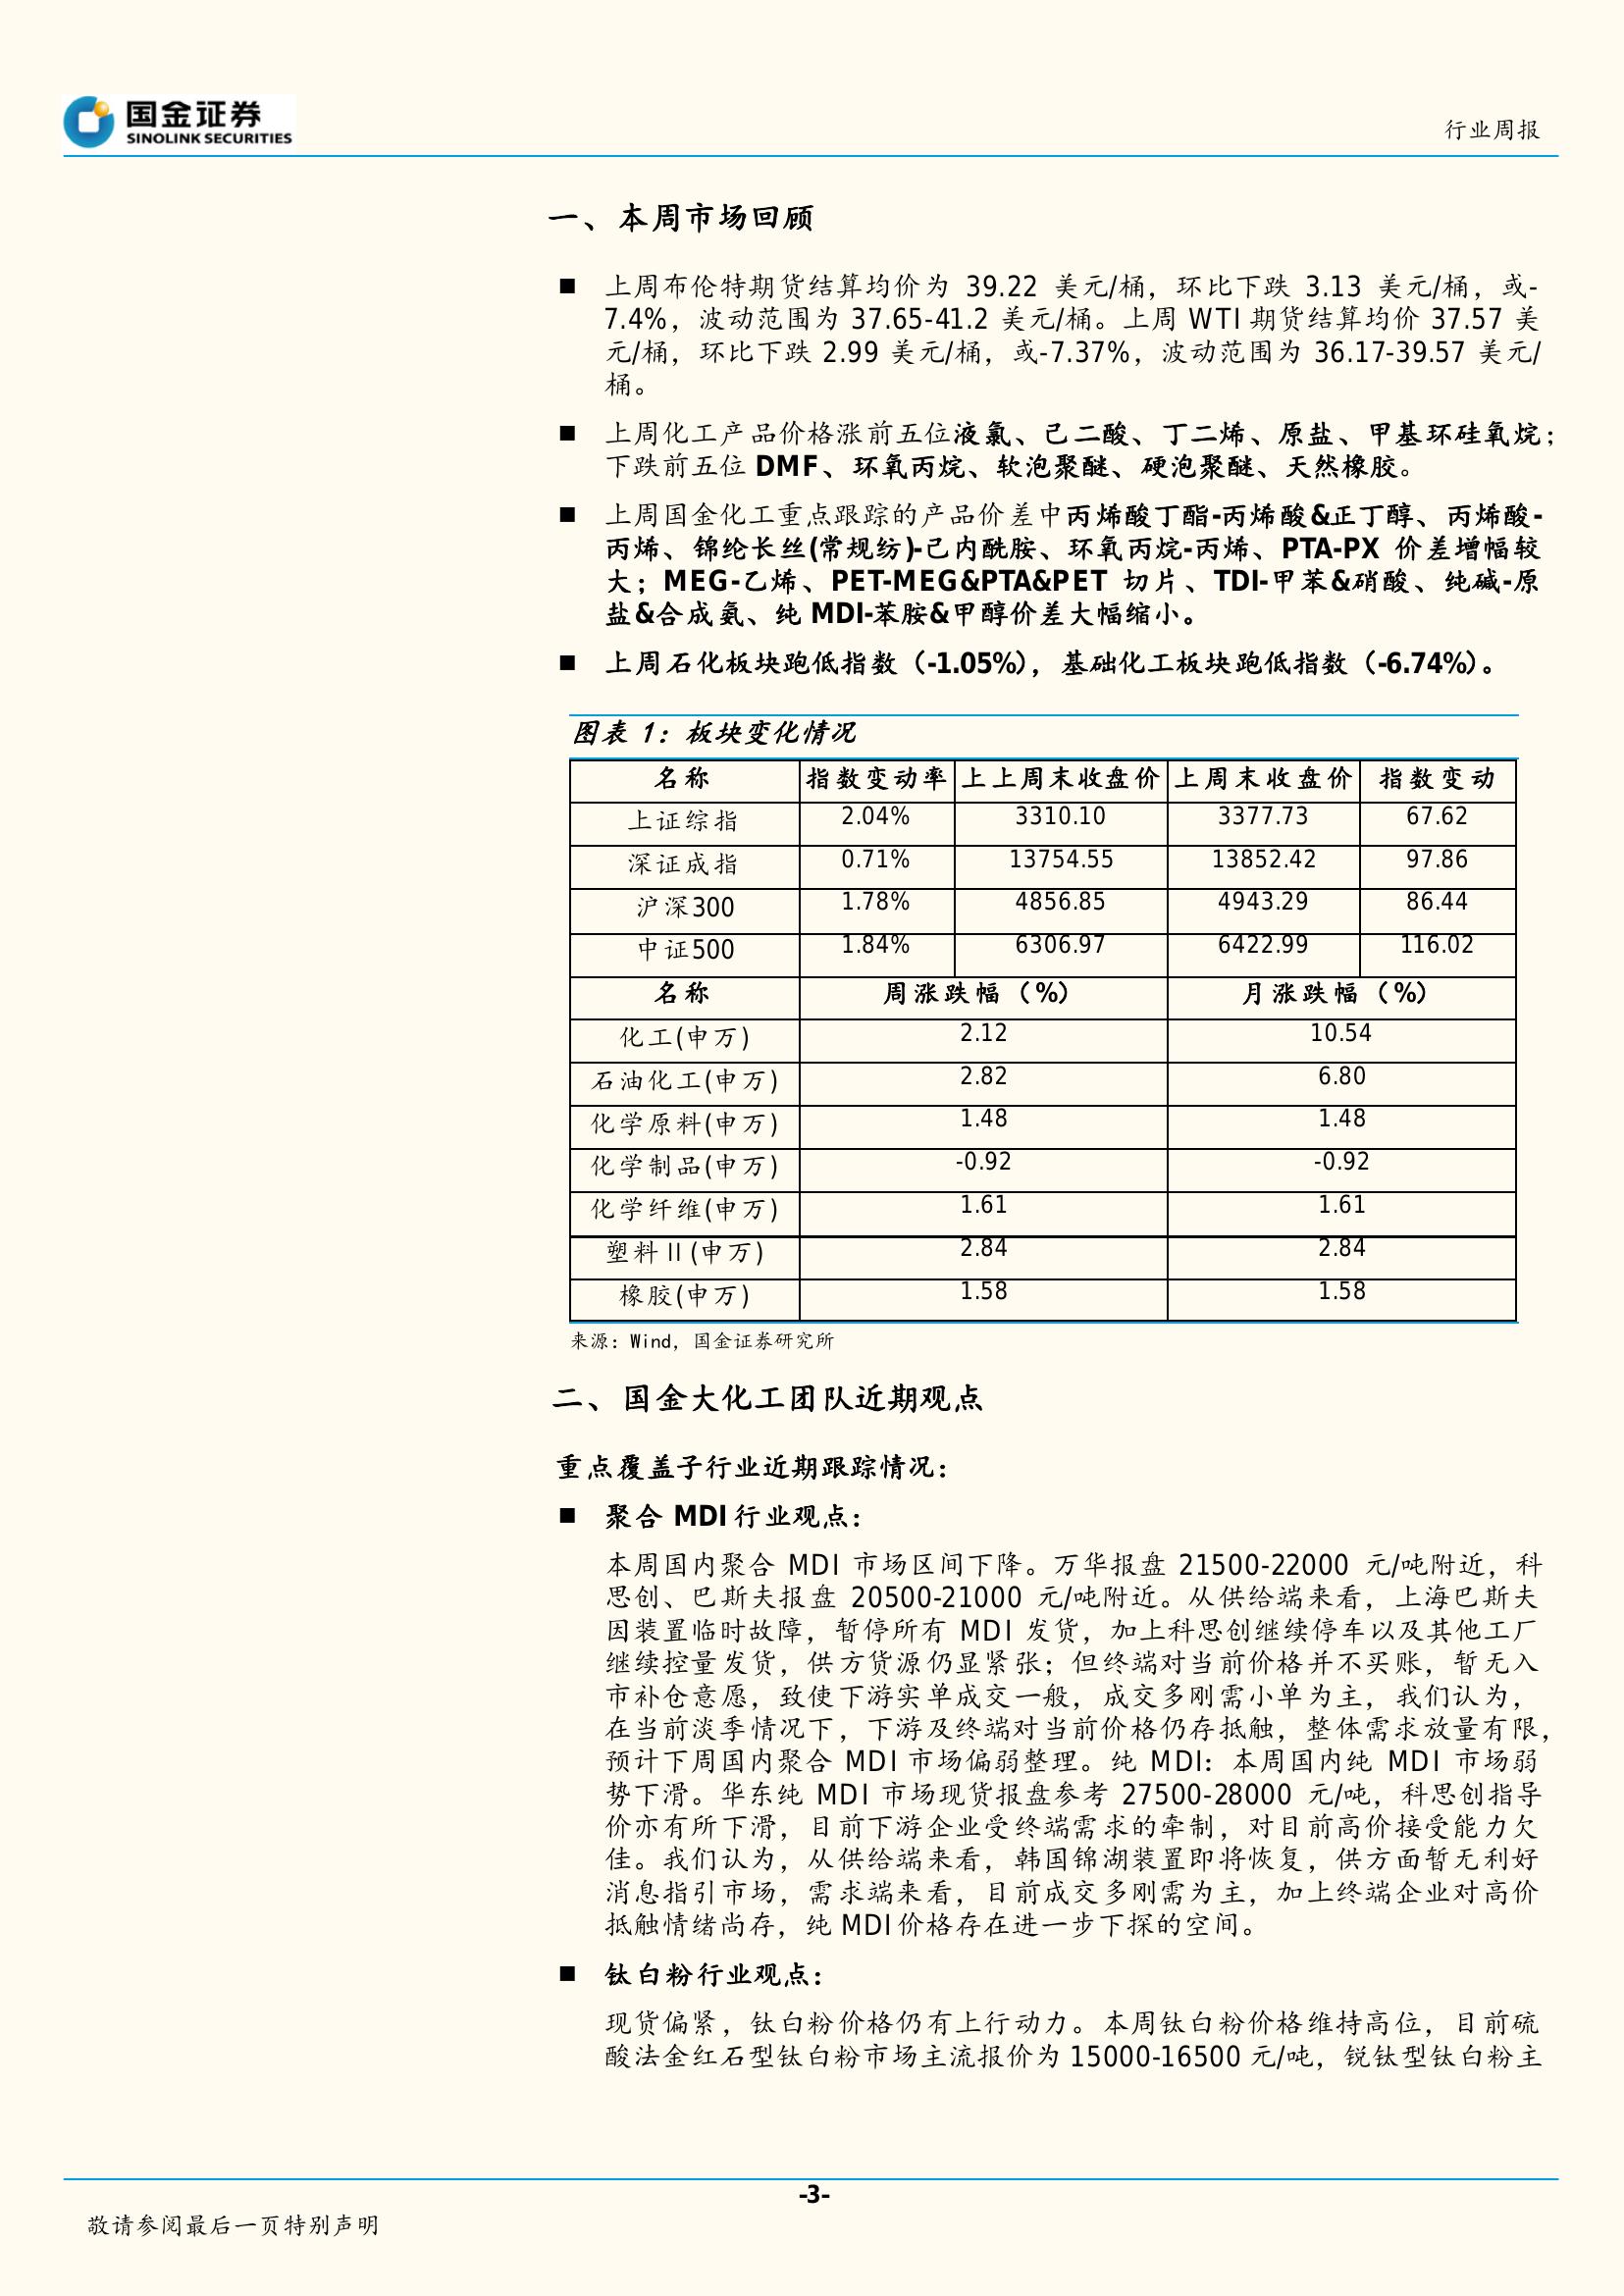 国金证券
SINOLINK SECURITIES
行业周报
一、本周市场回顾
■ 上周布伦特期货结算均价为 39.22 美元/桶，环比下跌 3.13 美元/桶，或-
7.4%，波动范围为 37.65-41.2 美元/桶。上周 WTI 期货结算均价 37.57 美
元/桶，环比下跌 2.99 美元/桶，或-7.37%，波动范围为 36.17-39.57 美元/
桶。
■ 上周化工产品价格涨前五位液氯、己二酸、丁二烯、原盐、甲基环硅氧烷；
下跌前五位 DMF、环氧丙烷、软泡聚醚、硬泡聚醚、天然橡胶。
■ 上周国金化工重点跟踪的产品价差中丙烯酸丁酯-丙烯酸&正丁醇、丙烯酸-
丙烯、锦纶长丝(常规纺)-己内酰胺、环氧丙烷-丙烯、PTA-PX 价差增幅较
大；MEG-乙烯、PET-MEG&PTA&PET 切片、TDI-甲苯&硝酸、纯碱-原
盐&合成氨、纯 MDI-苯胺&甲醇价差大幅缩小。
■ 上周石化板块跑低指数（-1.05%），基础化工板块跑低指数（-6.74%）。
图表 1：板块变化情况
名称 指数变动率 上上周末收盘价 上周末收盘价 指数变动
上证综指 2.04% 3310.10 3377.73 67.62
深证成指 0.71% 13754.55 13852.42 97.86
沪深300 1.78% 4856.85 4943.29 86.44
中证500 1.84% 6306.97 6422.99 116.02
名称 周涨跌幅（%） 月涨跌幅（%）
化工(申万) 2.12 10.54
石油化工(申万) 2.82 6.80
化学原料(申万) 1.48 1.48
化学制品(申万) -0.92 -0.92
化学纤维(申万) 1.61 1.61
塑料Ⅱ(申万) 2.84 2.84
橡胶(申万) 1.58 1.58
来源：Wind，国金证券研究所
二、国金大化工团队近期观点
重点覆盖子行业近期跟踪情况：
■ 聚合 MDI 行业观点：
本周国内聚合 MDI 市场区间下降。万华报盘 21500-22000 元/吨附近，科
思创、巴斯夫报盘 20500-21000 元/吨附近。从供给端来看，上海巴斯夫
因装置临时故障，暂停所有 MDI 发货，加上科思创继续停车以及其他工厂
继续控量发货，供方货源仍显紧张；但终端对当前价格并不买账，暂无入
市补仓意愿，致使下游实单成交一般，成交多刚需小单为主，我们认为，
在当前淡季情况下，下游及终端对当前价格仍存抵触，整体需求放量有限，
预计下周国内聚合 MDI 市场偏弱整理。纯 MDI：本周国内纯 MDI 市场弱
势下滑。华东纯 MDI 市场现货报盘参考 27500-28000 元/吨，科思创指导
价亦有所下滑，目前下游企业受终端需求的牵制，对目前高价接受能力欠
佳。我们认为，从供给端来看，韩国锦湖装置即将恢复，供方面暂无利好
消息指引市场，需求端来看，目前成交多刚需为主，加上终端企业对高价
抵触情绪尚存，纯 MDI 价格存在进一步下探的空间。
■ 钛白粉行业观点：
现货偏紧，钛白粉价格仍有上行动力。本周钛白粉价格维持高位，目前硫
酸法金红石型钛白粉市场主流报价为 15000-16500 元/吨，锐钛型钛白粉主
-3-
敬请参阅最后一页特别声明